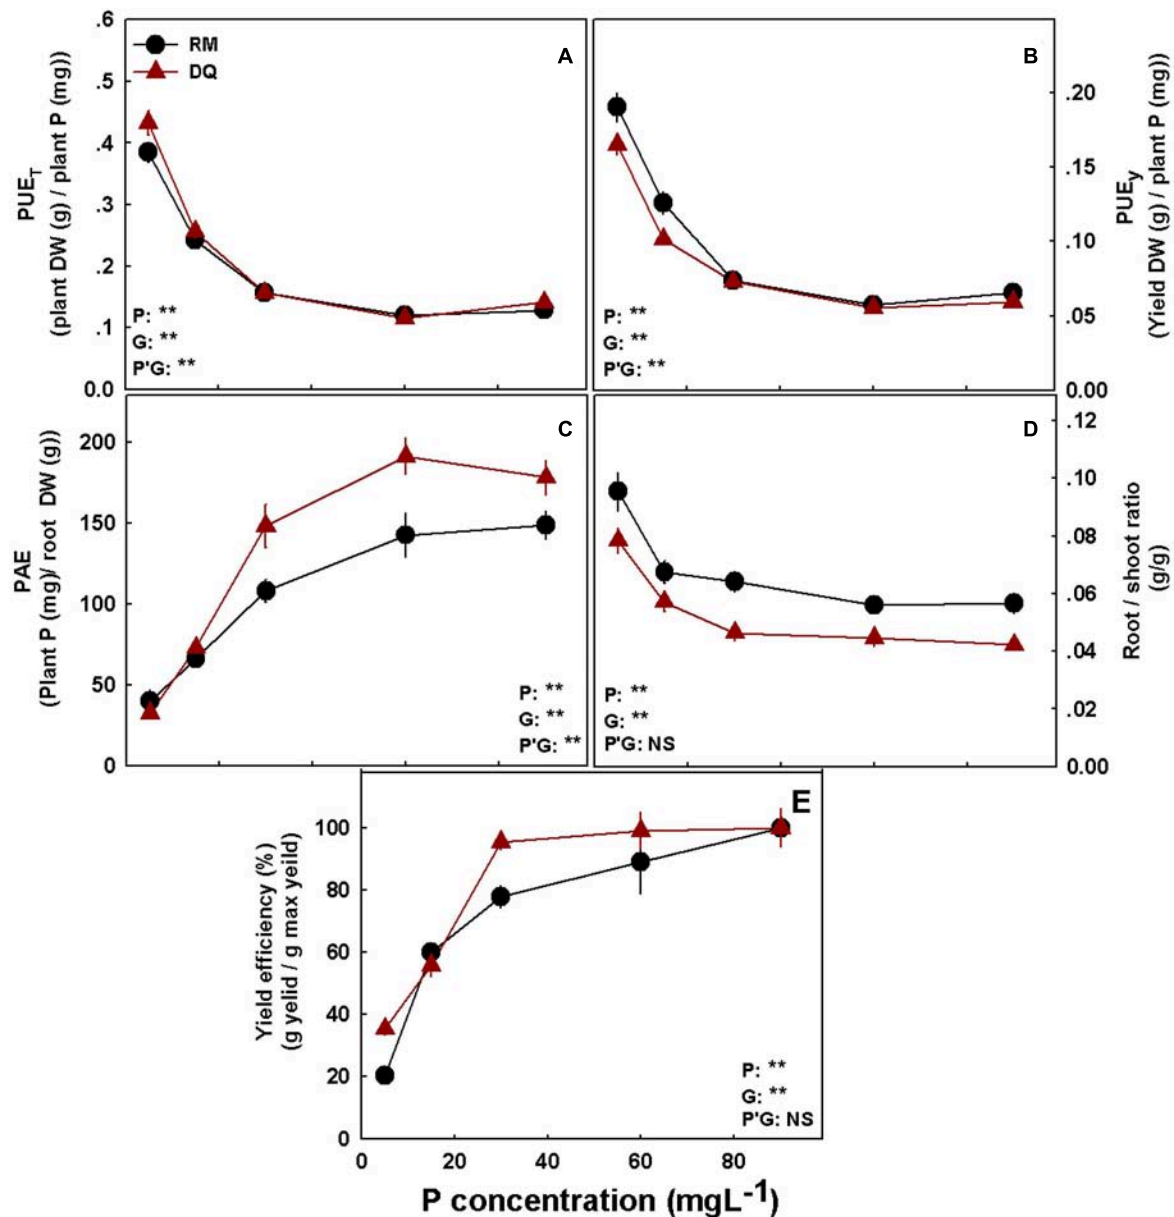 RM
DQ
A
PUE_T
(plant DW (g) / plant P (mg))
.6
.5
.4
.3
.2
.1
0.0
P: **
G: **
P'G: **
B
PUE_y
(Yield DW (g) / plant P (mg))
.20
.15
.10
.05
0.00
P: **
G: **
P'G: **
C
PAE
(Plant P (mg)/ root DW (g))
200
150
100
50
0
P: **
G: **
P'G: **
D
Root / shoot ratio
(g/g)
.12
.10
.08
.06
.04
.02
0.00
P: **
G: **
P'G: NS
E
Yield efficiency (%)
(g yelid / g max yeild)
100
80
60
40
20
0
P: **
G: **
P'G: NS
0 20 40 60 80
P concentration (mgL-1)